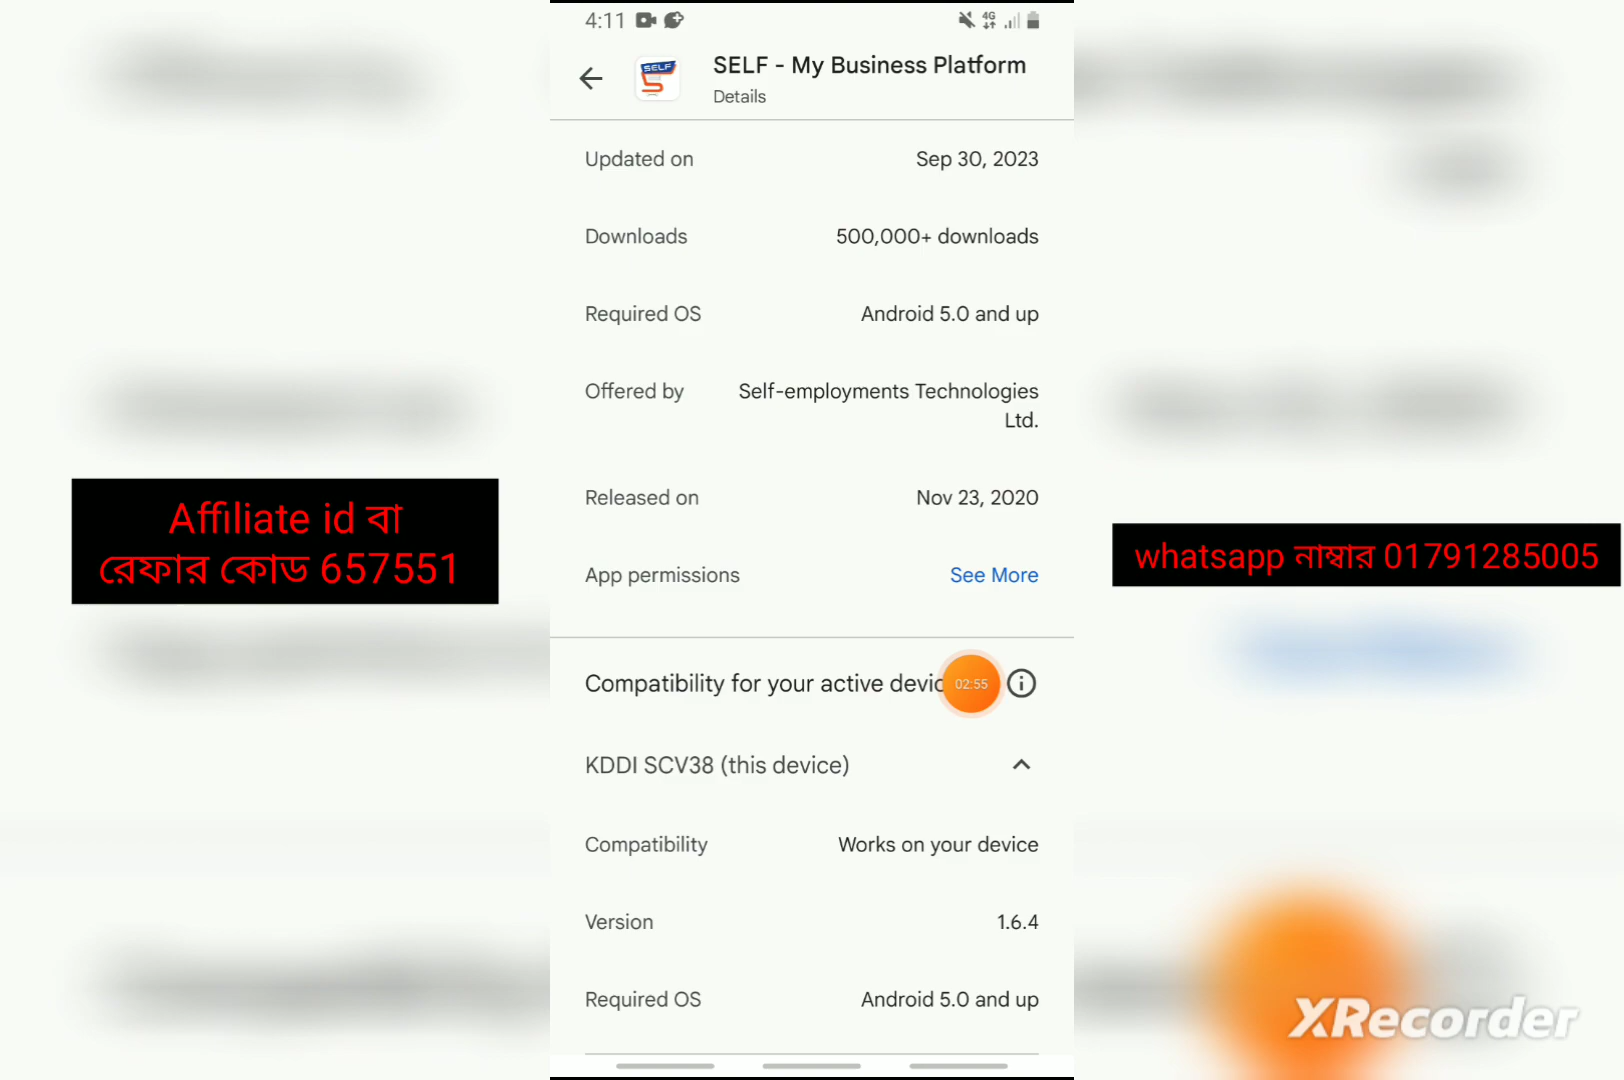 4:11
4G
SELF
SELF - My Business Platform
Details
Updated on Sep 30, 2023
Downloads 500,000+ downloads
Required OS Android 5.0 and up
Offered by Self-employments Technologies
Ltd.
Released on Nov 23, 2020
App permissions See More
Affiliate id বা
রেফার কোড 657551
whatsapp নাম্বার 01791285005
Compatibility for your active devic
02:55
KDDI SCV38 (this device)
Compatibility Works on your device
Version 1.6.4
Required OS Android 5.0 and up
XRecorder